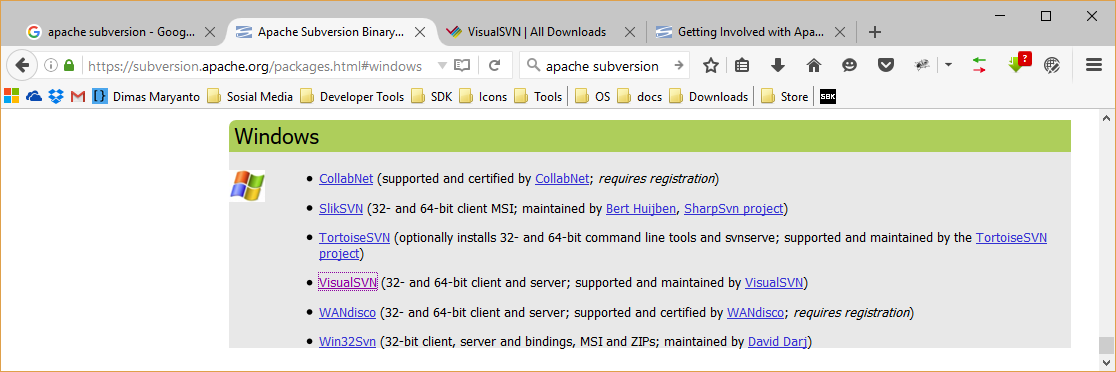 apache subversion - Goog...
Apache Subversion Binary...
VisualSVN | All Downloads
Getting Involved with Apa...
https://subversion.apache.org/packages.html#windows
apache subversion
?
Dimas Maryanto
Sosial Media
Developer Tools
SDK
Icons
Tools
OS
docs
Downloads
Store
SBK
Windows
CollabNet (supported and certified by CollabNet; requires registration)
SlikSVN (32- and 64-bit client MSI; maintained by Bert Huijben, SharpSvn project)
TortoiseSVN (optionally installs 32- and 64-bit command line tools and svnserve; supported and maintained by the TortoiseSVN
project)
VisualSVN (32- and 64-bit client and server; supported and maintained by VisualSVN)
WANdisco (32- and 64-bit client and server; supported and certified by WANdisco; requires registration)
Win32Svn (32-bit client, server and bindings, MSI and ZIPs; maintained by David Darj)